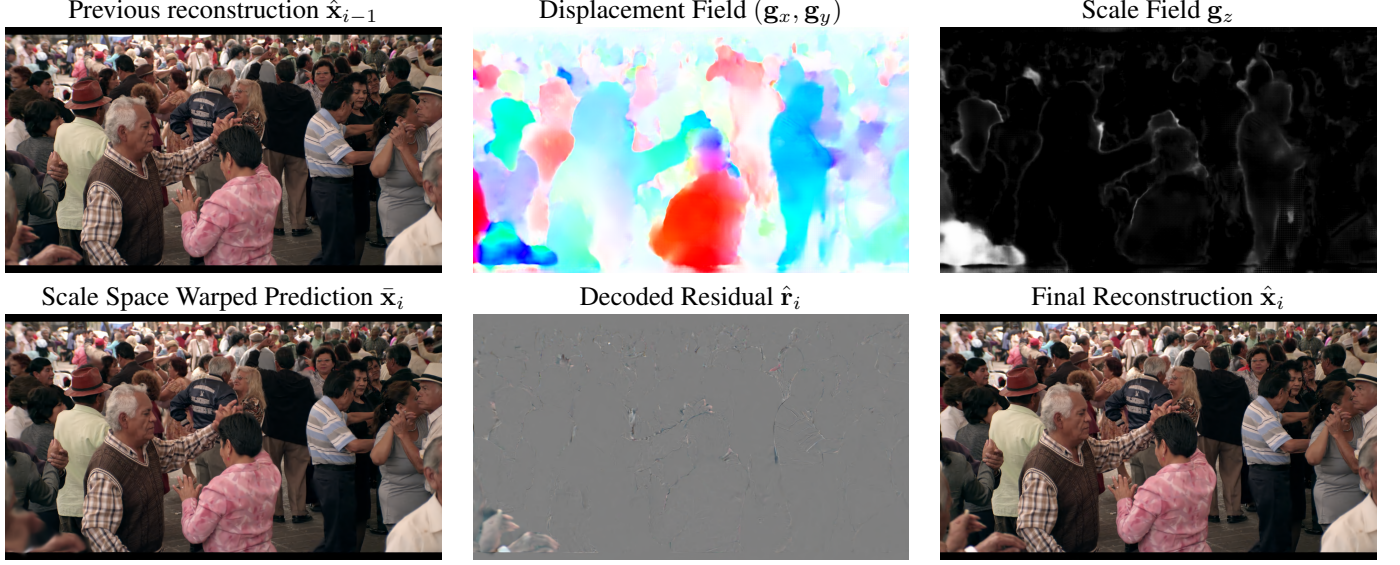 Previous reconstruction x̂ᵢ₋₁
Displacement Field (gₓ, gᵧ)
Scale Field g_z
Scale Space Warped Prediction x̄ᵢ
Decoded Residual r̂ᵢ
Final Reconstruction x̂ᵢ